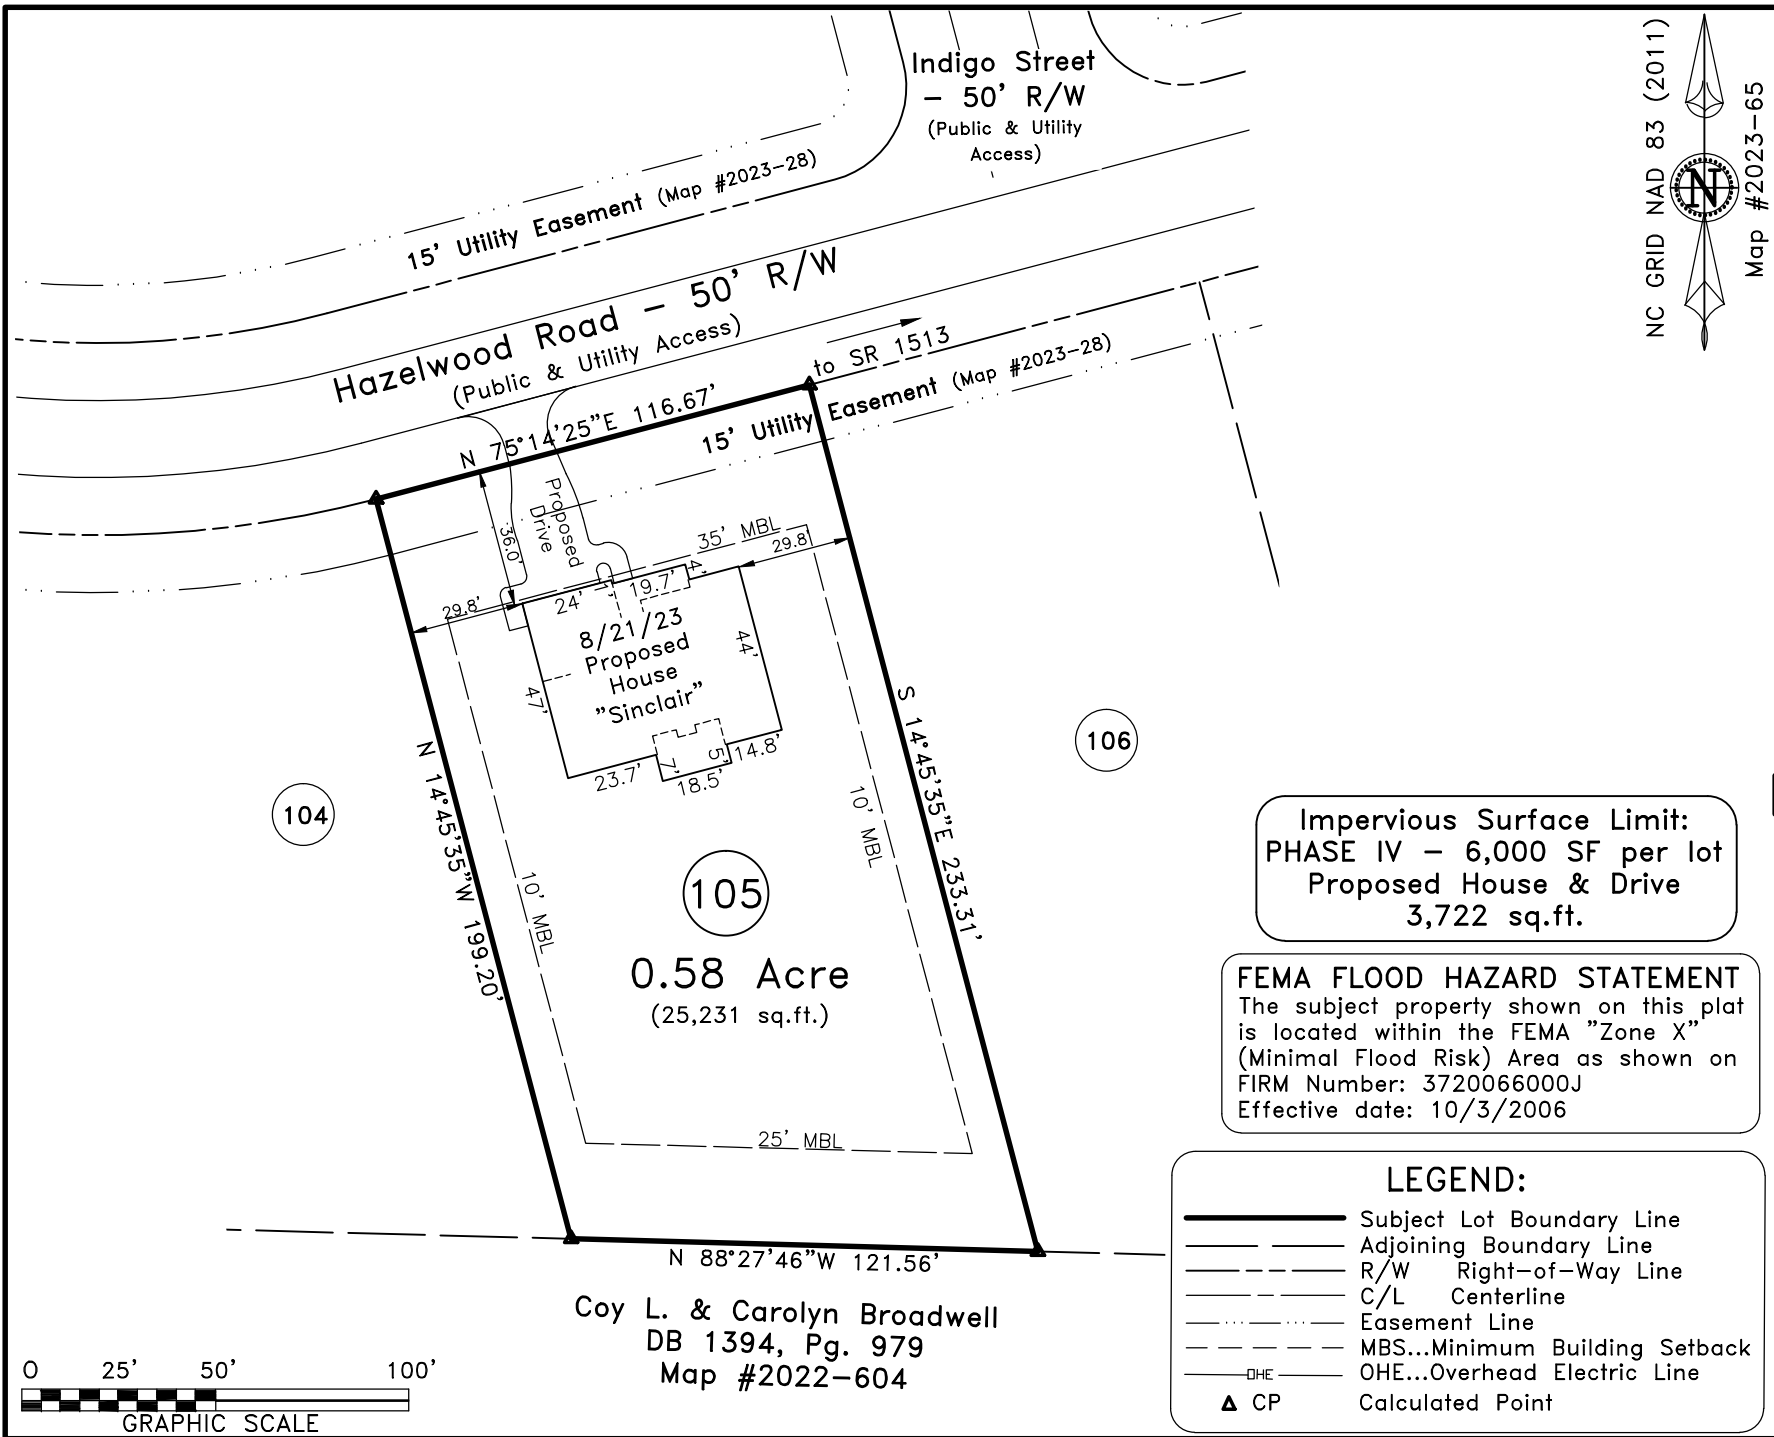 Indigo Street
- 50' R/W
(Public & Utility
Access)
NC GRID NAD 83 (2011)
N
Map #2023-65
15' Utility Easement (Map #2023-28)
Hazelwood Road - 50' R/W
(Public & Utility Access)
to SR 1513
N 75°14'25"E 116.67'
15' Utility Easement (Map #2023-28)
Proposed
Drive
36.0'
35' MBL
29.8'
29.8'
24'
1'
19.7'
4'
8/21/23
Proposed
House
"Sinclair"
44'
47'
23.7'
7'
18.5'
5'
14.8'
N 14°45'35"W 199.20'
S 14°45'35"E 233.31'
10' MBL
10' MBL
104
106
105
0.58 Acre
(25,231 sq.ft.)
25' MBL
N 88°27'46"W 121.56'
Coy L. & Carolyn Broadwell
DB 1394, Pg. 979
Map #2022-604
0 25' 50' 100'
GRAPHIC SCALE
Impervious Surface Limit:
PHASE IV - 6,000 SF per lot
Proposed House & Drive
3,722 sq.ft.
FEMA FLOOD HAZARD STATEMENT
The subject property shown on this plat
is located within the FEMA "Zone X"
(Minimal Flood Risk) Area as shown on
FIRM Number: 3720066000J
Effective date: 10/3/2006
LEGEND:
Subject Lot Boundary Line
Adjoining Boundary Line
R/W Right-of-Way Line
C/L Centerline
Easement Line
MBS...Minimum Building Setback
OHE OHE...Overhead Electric Line
CP Calculated Point